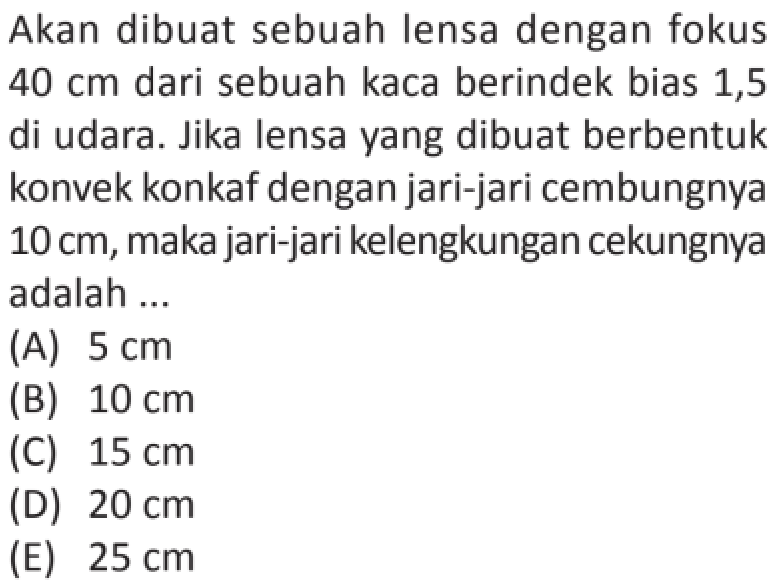 Akan dibuat sebuah lensa dengan fokus
40 cm dari sebuah kaca berindek bias 1,5
di udara. Jika lensa yang dibuat berbentuk
konvek konkaf dengan jari-jari cembungnya
10 cm, maka jari-jari kelengkungan cekungnya
adalah ...
(A) 5 cm
(B) 10 cm
(C) 15 cm
(D) 20 cm
(E) 25 cm